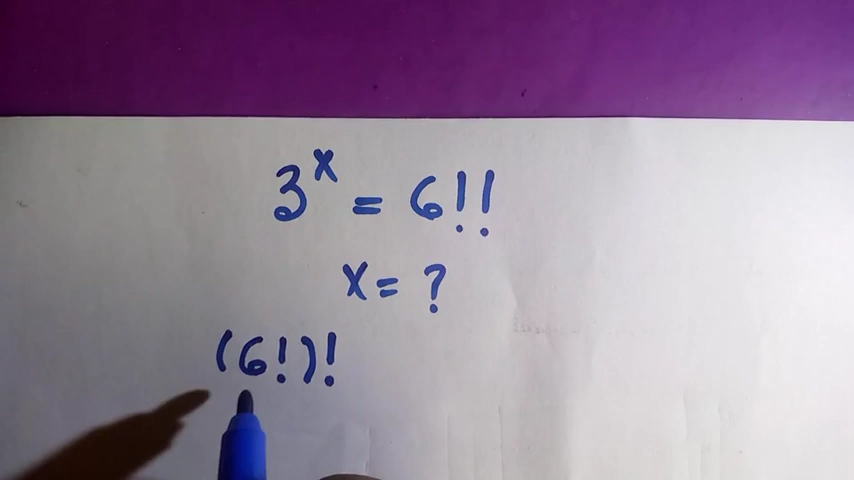 3^x = 6!!
x = ?
(6!)!